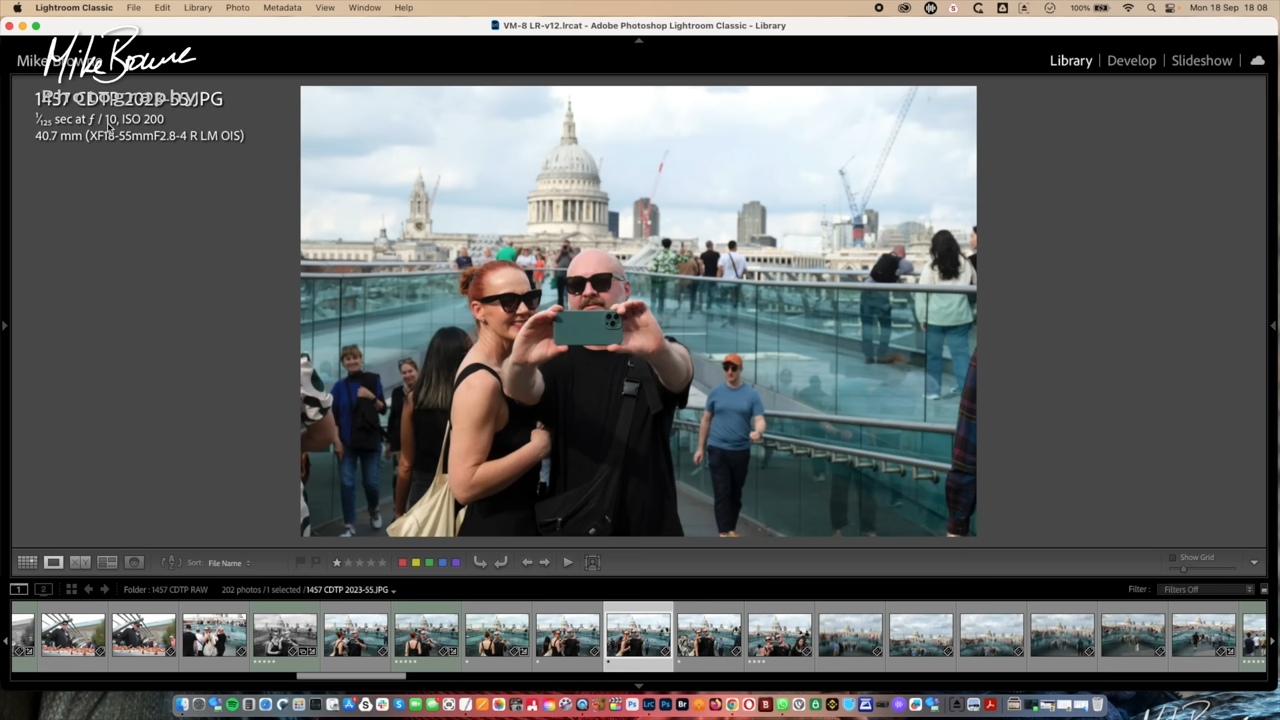 Lightroom Classic File Edit Library Photo Metadata View Window Help 100% Mon 18 Sep 18 08
VM-8 LR-v12.lrcat - Adobe Photoshop Lightroom Classic - Library
Mike Browne
Library | Develop | Slideshow
Photography
1457 CDTP 2023-55.JPG
1/125 sec at ƒ / 10, ISO 200
40.7 mm (XF18-55mmF2.8-4 R LM OIS)
Sort: File Name
Show Grid
1 2 Folder : 1457 CDTP RAW 202 photos / 1 selected / 1457 CDTP 2023-55.JPG Filter : Filters Off